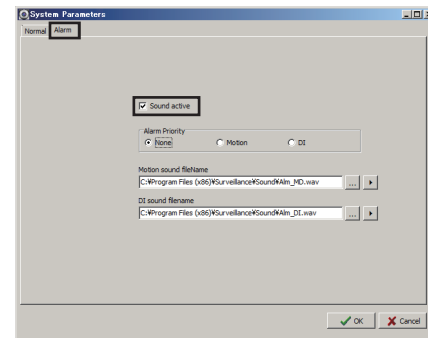 System Parameters
Normal Alarm
Sound active
Alarm Priority
None Motion DI
Motion sound fileName
C:¥Program Files (x86)¥Surveillance¥Sound¥Alm_MD.wav ...
DI sound filename
C:¥Program Files (x86)¥Surveillance¥Sound¥Alm_DI.wav ...
OK Cancel